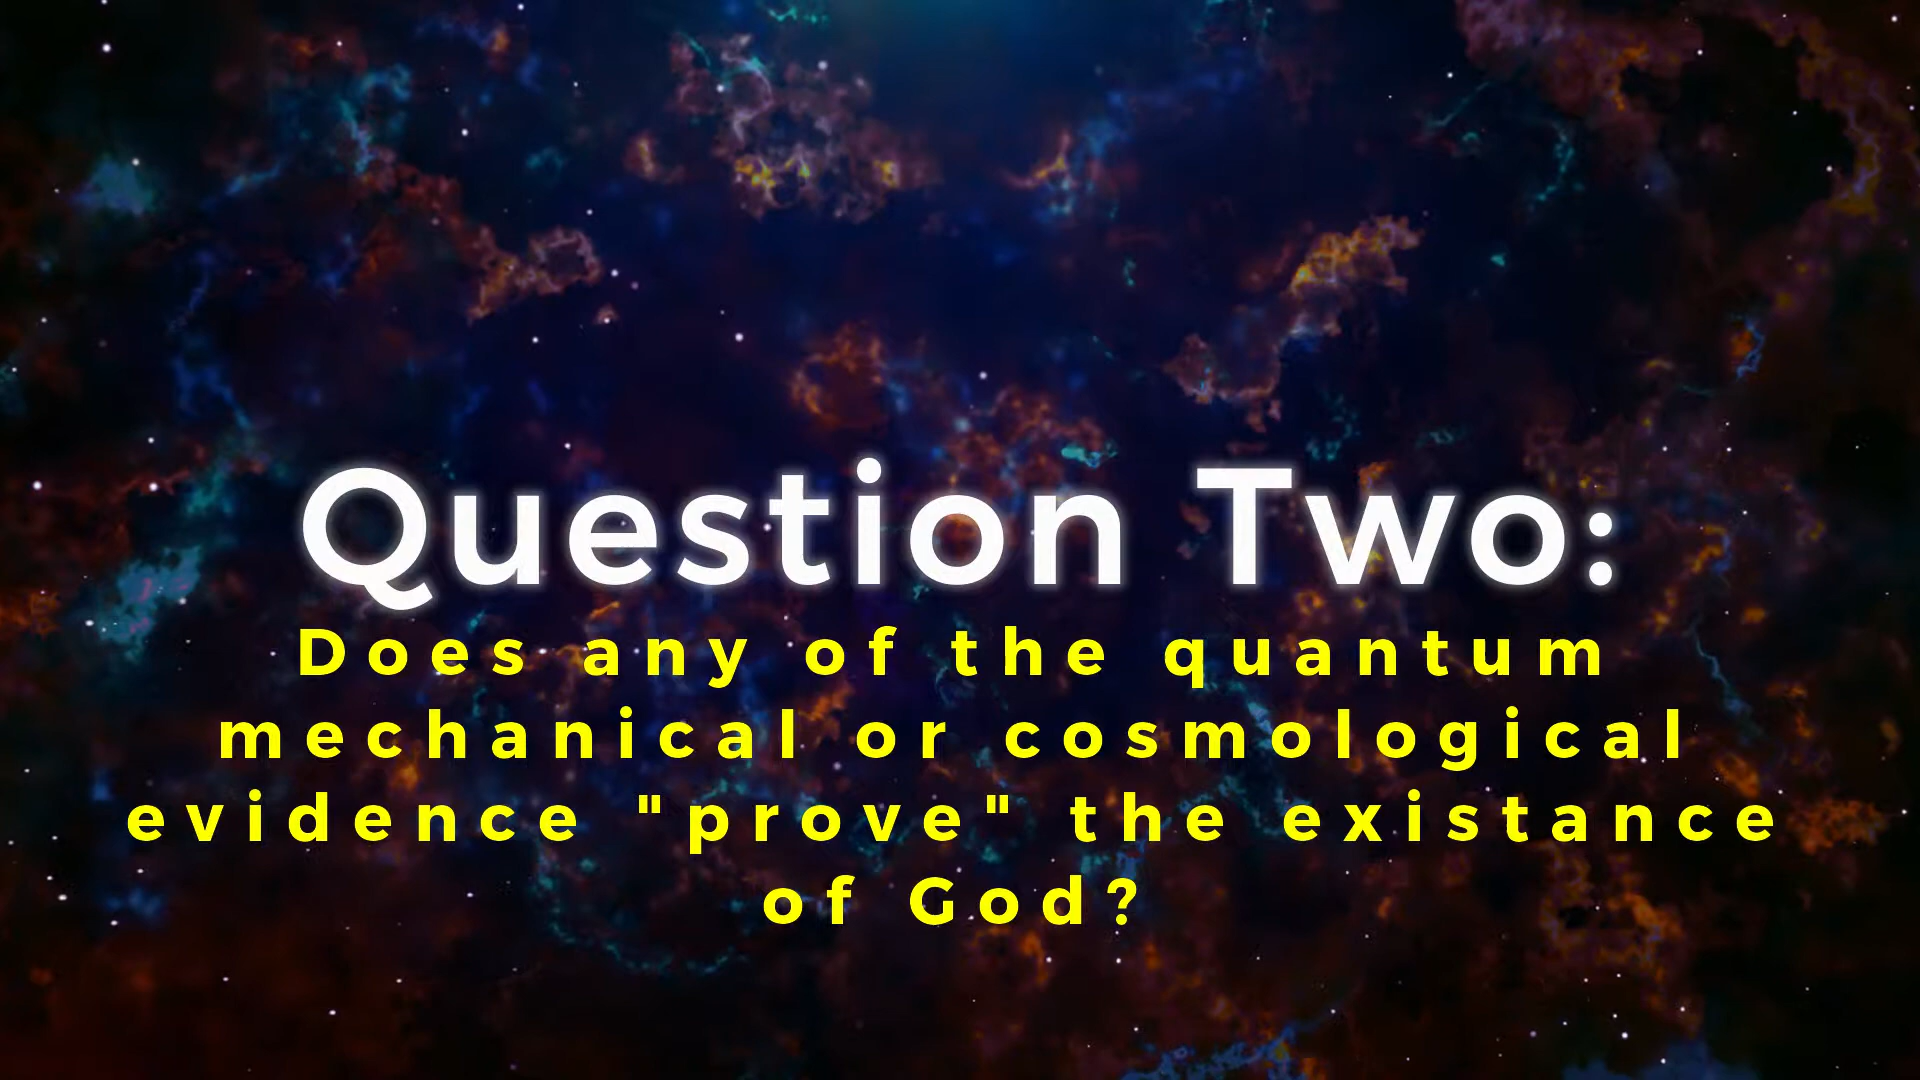 Question Two:
Does any of the quantum
mechanical or cosmological
evidence "prove" the existance
of God?